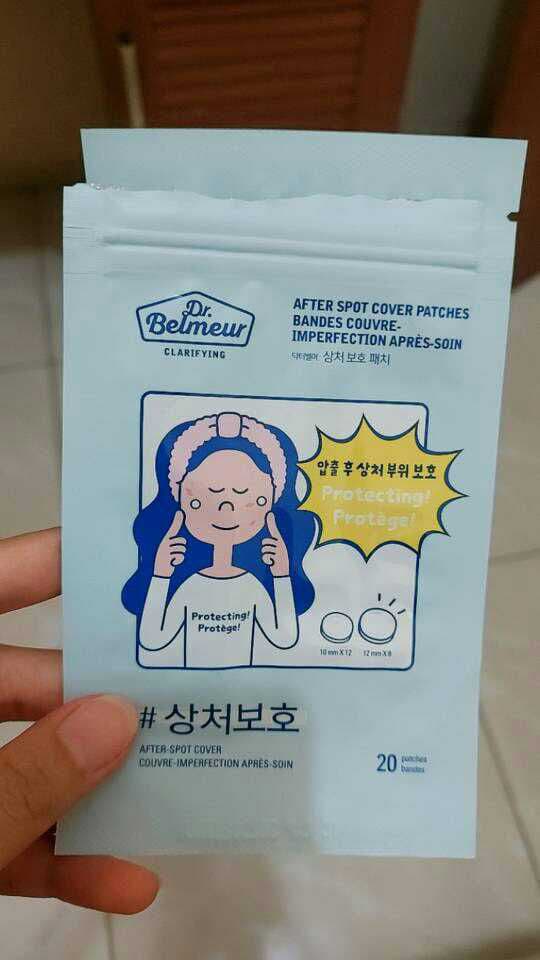 Dr.
Belmeur
CLARIFYING
AFTER SPOT COVER PATCHES
BANDES COUVRE-
IMPERFECTION APRÈS-SOIN
닥터벨머 상처 보호 패치
압출 후 상처 부위 보호
Protecting!
Protège!
Protecting!
Protège!
10 mm X 12
12 mm X 8
# 상처보호
AFTER-SPOT COVER
COUVRE-IMPERFECTION APRÈS-SOIN
20 patches
bandes